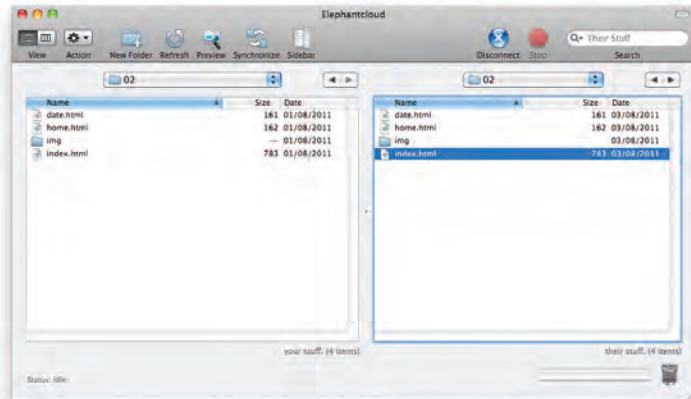 Elephantcloud
View Action New Folder Refresh Preview Synchronize Sidebar Disconnect Stop Search
Their Stuff
02 02
Name Size Date Name Size Date
date.html 161 01/08/2011 date.html 161 03/08/2011
home.html 162 01/08/2011 home.html 162 03/08/2011
img — 01/08/2011 img 03/08/2011
index.html 783 01/08/2011 index.html 783 03/08/2011
your stuff. (4 items) their stuff. (4 items)
Status: Idle